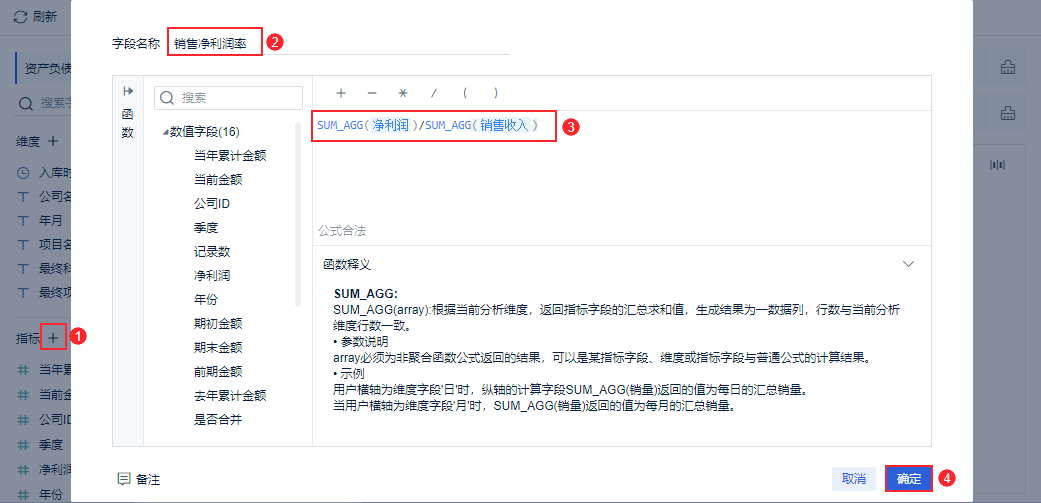 刷新
资产负债
搜索字
维度 +
入库时
公司名
年月
项目名
最终科
最终项
指标 + 1
当年累
当前金
公司ID
季度
净利润
年份
字段名称 销售净利润率 2
函数
搜索
数值字段(16)
当年累计金额
当前金额
公司ID
季度
记录数
净利润
年份
期初金额
期末金额
前期金额
去年累计金额
是否合并
+ − * / ( )
SUM_AGG(净利润)/SUM_AGG(销售收入) 3
公式合法
函数释义
SUM_AGG:
SUM_AGG(array):根据当前分析维度，返回指标字段的汇总求和值，生成结果为一数据列，行数与当前分析
维度行数一致。
• 参数说明
array必须为非聚合函数公式返回的结果，可以是某指标字段、维度或指标字段与普通公式的计算结果。
• 示例
用户横轴为维度字段'日'时，纵轴的计算字段SUM_AGG(销量)返回的值为每日的汇总销量。
当用户横轴为维度字段'月'时，SUM_AGG(销量)返回的值为每月的汇总销量。
备注
取消
确定 4